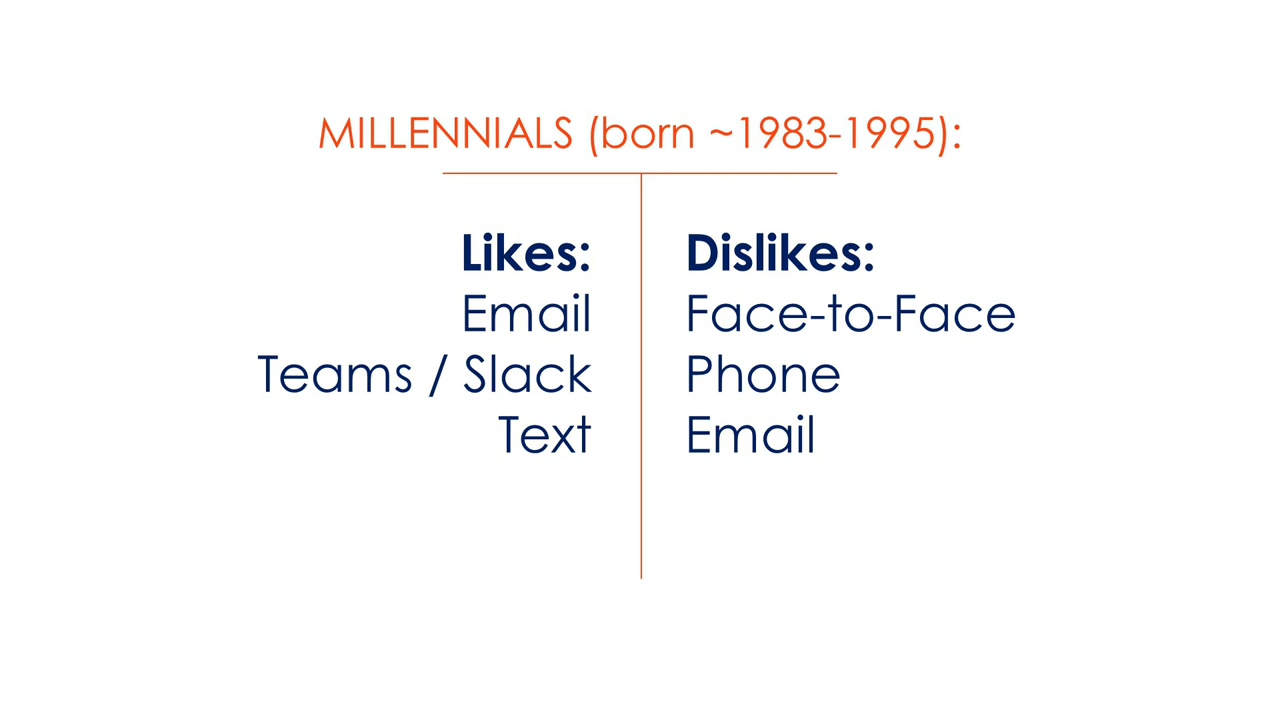 MILLENNIALS (born ~1983-1995):
Likes:
Email
Teams / Slack
Text
Dislikes:
Face-to-Face
Phone
Email